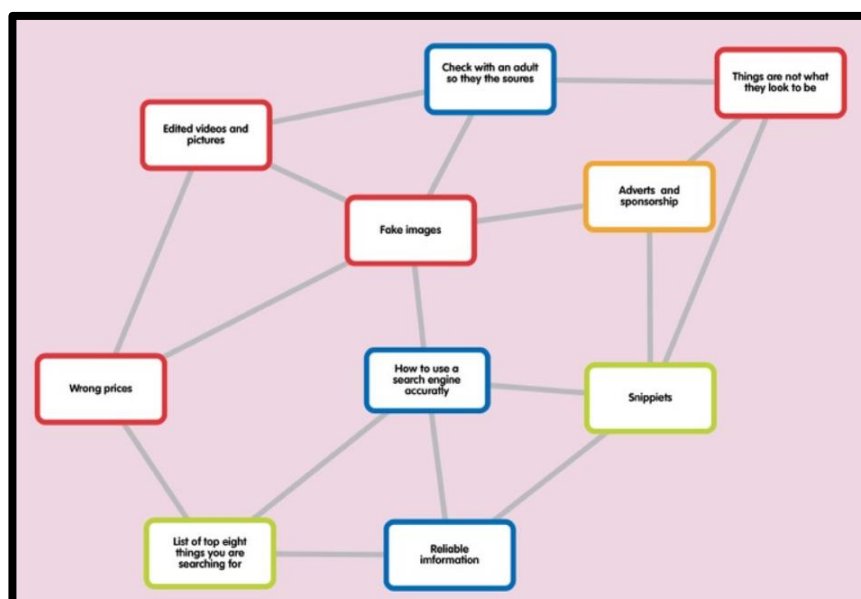 Check with an adult
so they the soures
Things are not what
they look to be
Edited videos and
pictures
Adverts and
sponsorship
Fake images
How to use a
search engine
accuratly
Wrong prices
Snippiets
List of top eight
things you are
searching for
Reliable
imformation